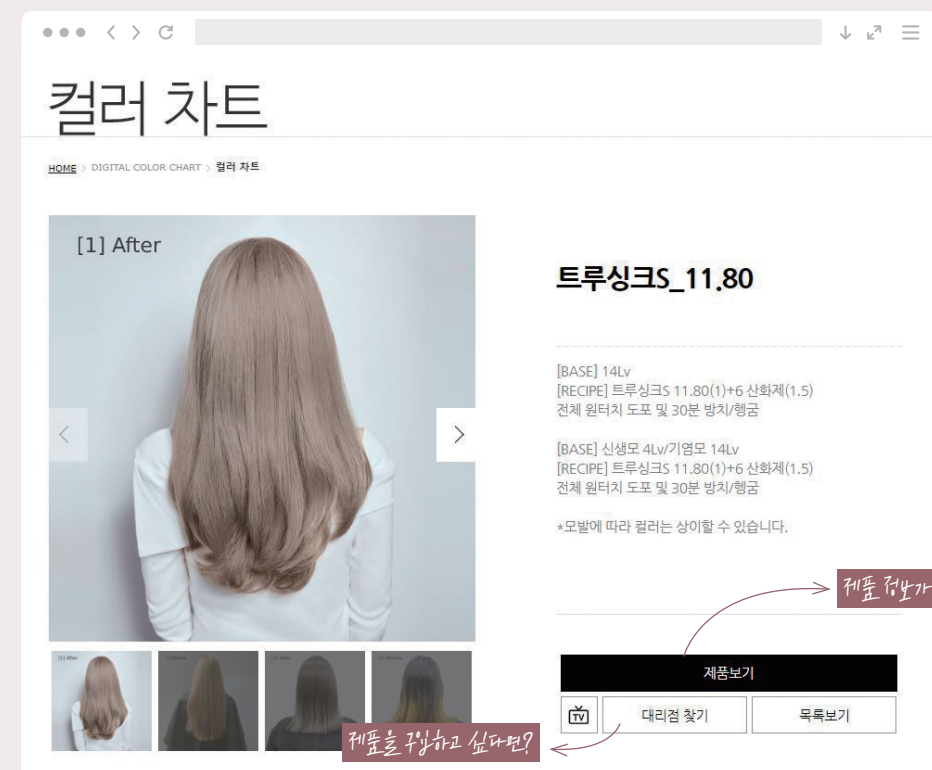 컬러 차트
HOME > DIGITAL COLOR CHART > 컬러 차트
[1] After
트루싱크S_11.80
[BASE] 14Lv
[RECIPE] 트루싱크S 11.80(1)+6 산화제(1.5)
전체 원터치 도포 및 30분 방치/헹굼
[BASE] 신생모 4Lv/기염모 14Lv
[RECIPE] 트루싱크S 11.80(1)+6 산화제(1.5)
전체 원터치 도포 및 30분 방치/헹굼
*모발에 따라 컬러는 상이할 수 있습니다.
제품 정보가
제품보기
TV
대리점 찾기
목록보기
[1] After
[1] Before
제품을 구입하고 싶다면?